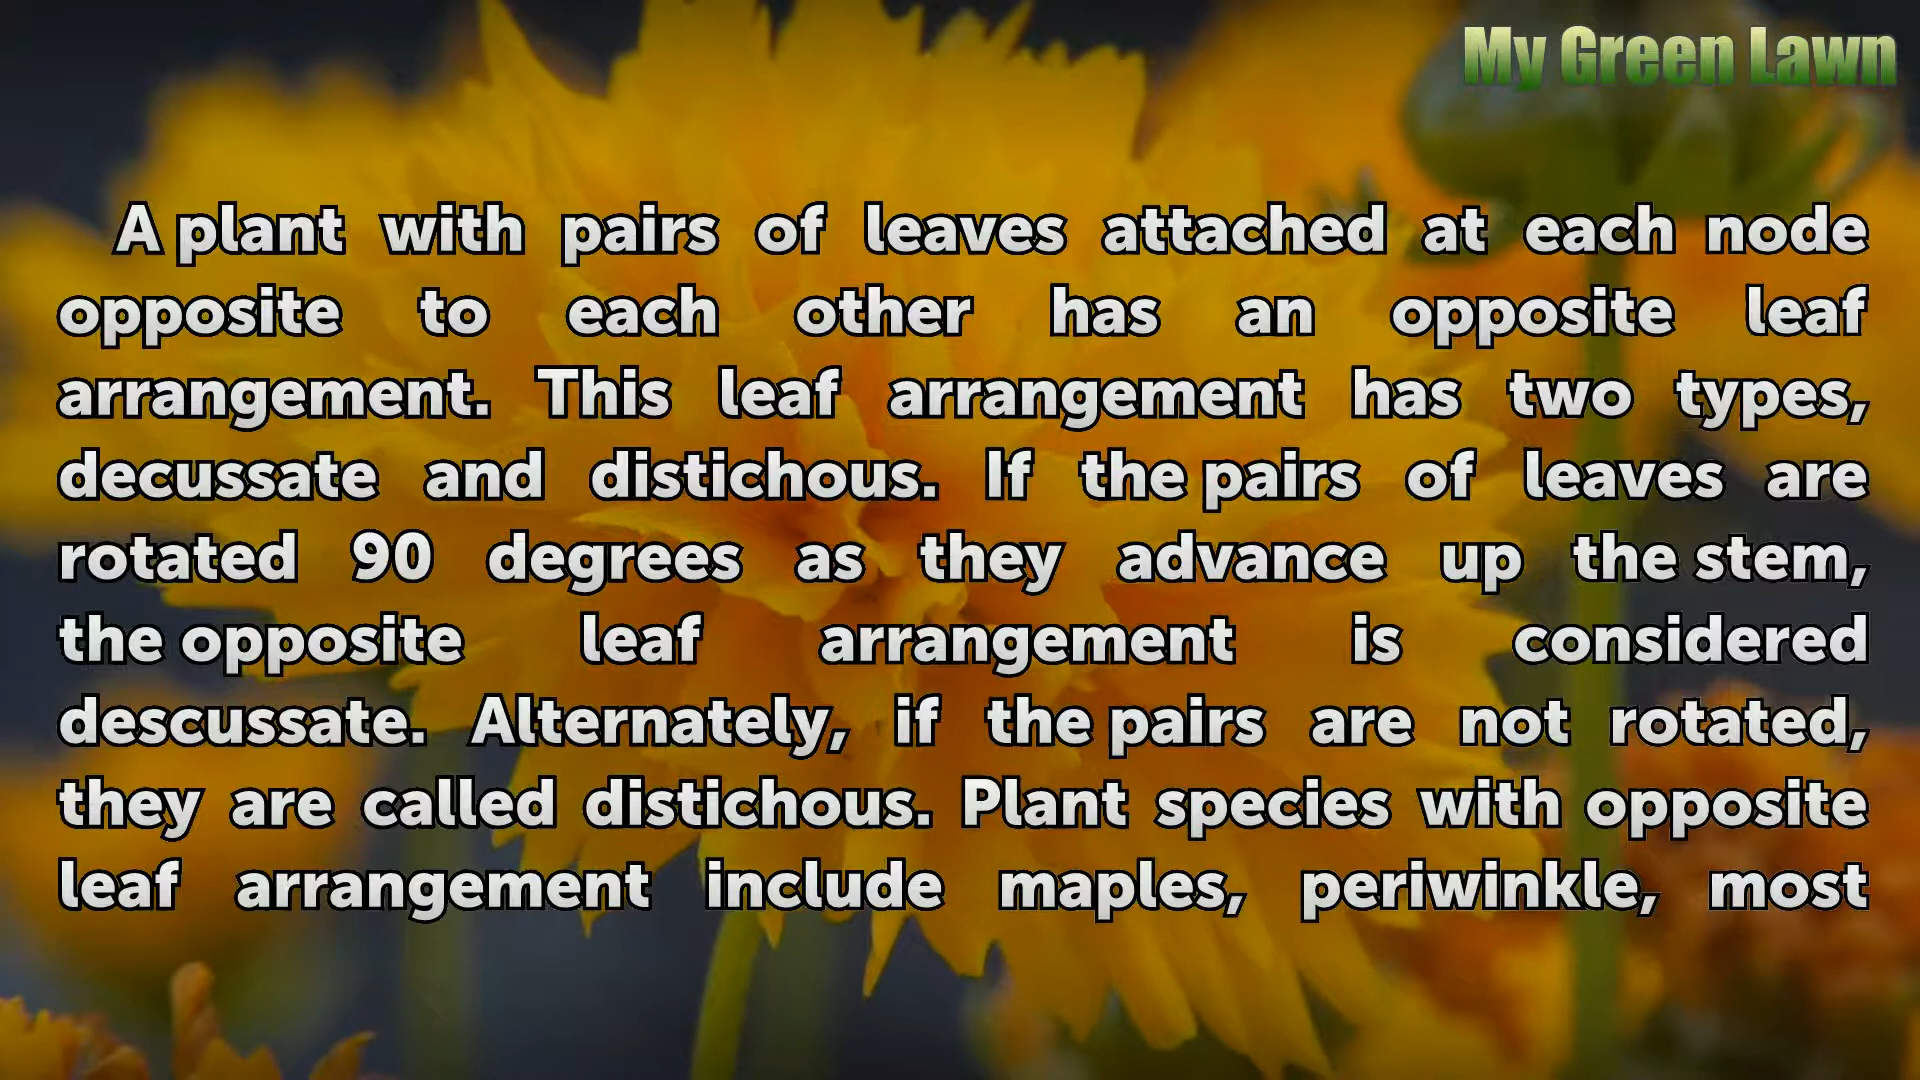 My Green Lawn
A plant with pairs of leaves attached at each node
opposite to each other has an opposite leaf
arrangement. This leaf arrangement has two types,
decussate and distichous. If the pairs of leaves are
rotated 90 degrees as they advance up the stem,
the opposite leaf arrangement is considered
descussate. Alternately, if the pairs are not rotated,
they are called distichous. Plant species with opposite
leaf arrangement include maples, periwinkle, most